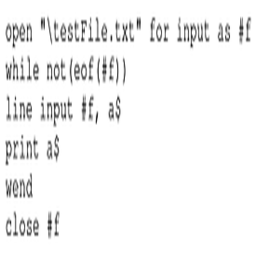 open "\testFile.txt" for input as #f
while not(eof(#f))
line input #f, a$
print a$
wend
close #f